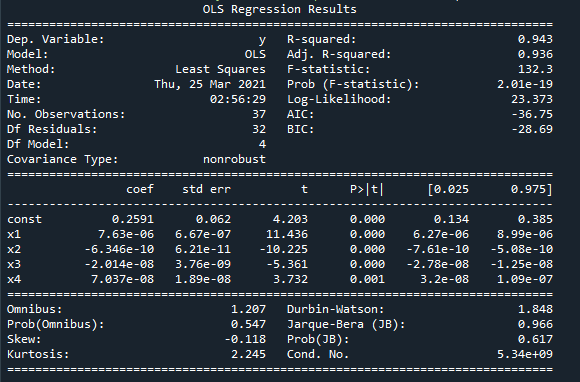 OLS Regression Results
==============================================================================
Dep. Variable:                      y   R-squared:                       0.943
Model:                            OLS   Adj. R-squared:                  0.936
Method:                 Least Squares   F-statistic:                     132.3
Date:                Thu, 25 Mar 2021   Prob (F-statistic):           2.01e-19
Time:                        02:56:29   Log-Likelihood:                 23.373
No. Observations:                  37   AIC:                            -36.75
Df Residuals:                      32   BIC:                            -28.69
Df Model:                           4
Covariance Type:            nonrobust
==============================================================================
                 coef    std err          t      P>|t|      [0.025      0.975]
------------------------------------------------------------------------------
const          0.2591      0.062      4.203      0.000       0.134       0.385
x1           7.63e-06   6.67e-07     11.436      0.000    6.27e-06    8.99e-06
x2         -6.346e-10   6.21e-11    -10.225      0.000   -7.61e-10   -5.08e-10
x3         -2.014e-08   3.76e-09     -5.361      0.000   -2.78e-08   -1.25e-08
x4          7.037e-08   1.89e-08      3.732      0.001     3.2e-08    1.09e-07
==============================================================================
Omnibus:                        1.207   Durbin-Watson:                   1.848
Prob(Omnibus):                  0.547   Jarque-Bera (JB):                0.966
Skew:                          -0.118   Prob(JB):                        0.617
Kurtosis:                       2.245   Cond. No.                     5.34e+09
==============================================================================